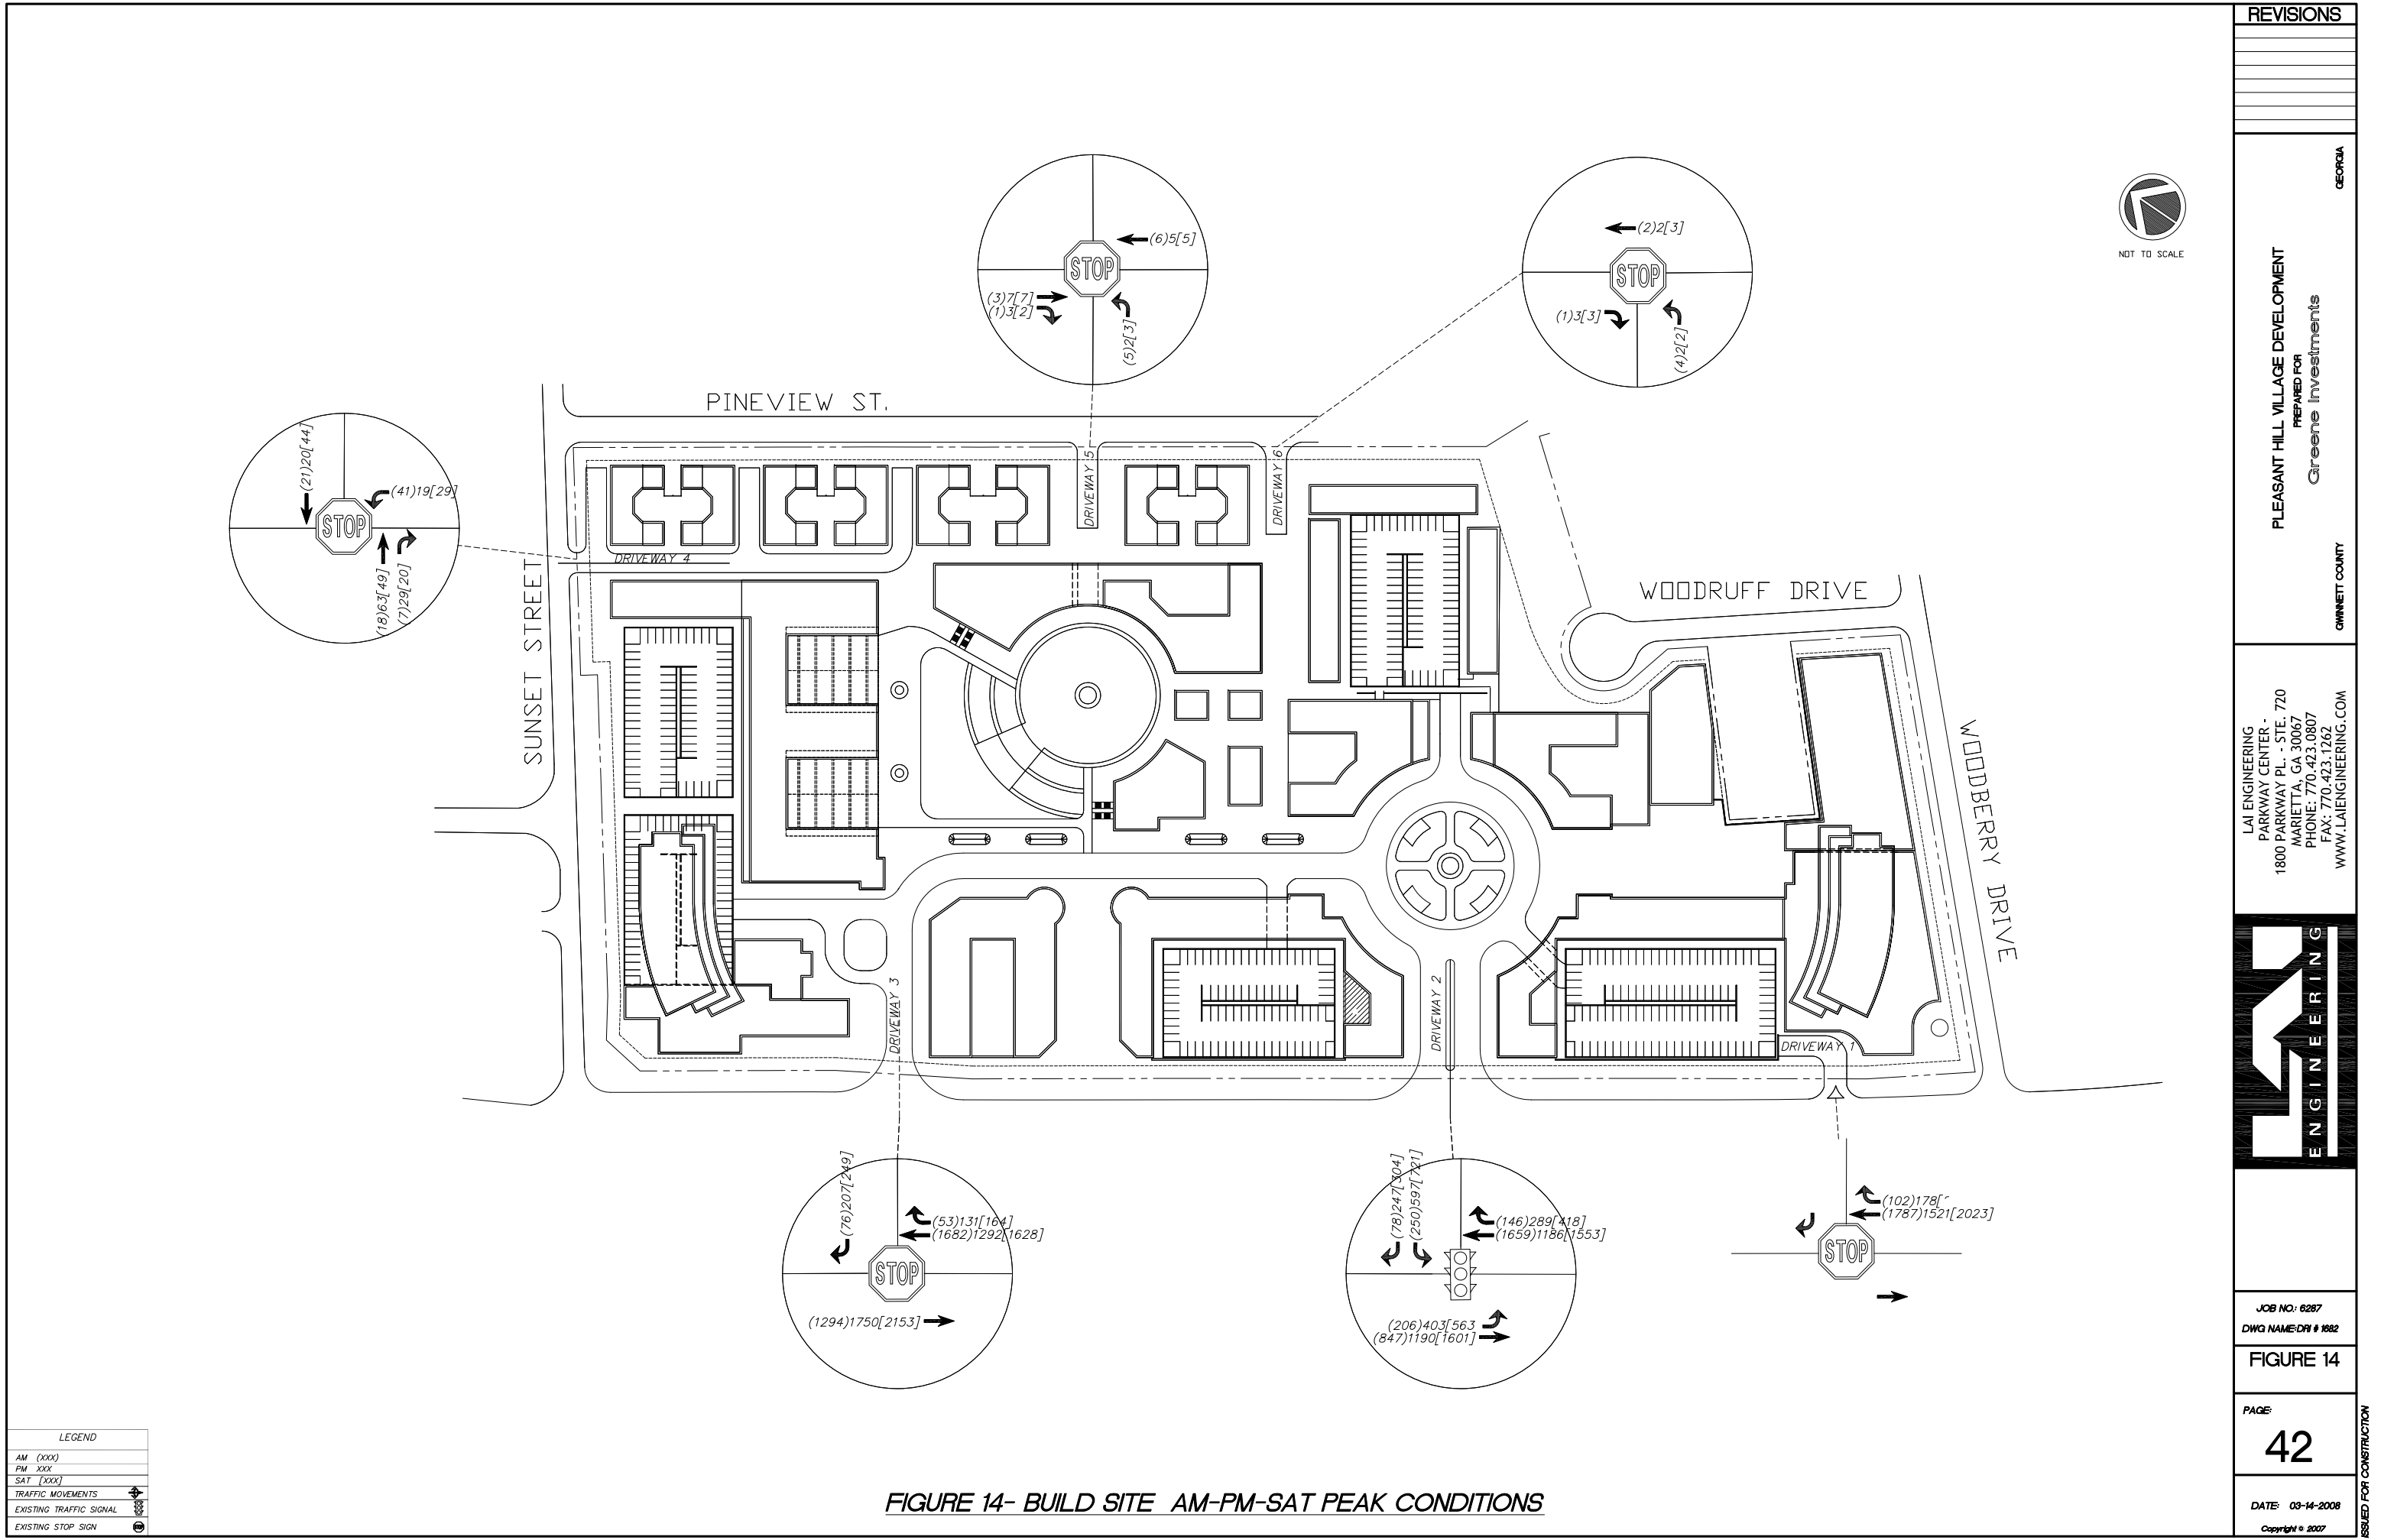 (6)5[5]
(3)7[7]
(1)3[2]
(5)2[3]
STOP
(2)2[3]
(1)3[3]
(4)2[2]
STOP
NOT TO SCALE
PINEVIEW ST.
(21)20[44]
(41)19[29]
(18)63[49]
(7)29[20]
STOP
DRIVEWAY 5
DRIVEWAY 6
DRIVEWAY 4
SUNSET STREET
WOODRUFF DRIVE
WOODBERRY DRIVE
DRIVEWAY 3
DRIVEWAY 2
DRIVEWAY 1
(76)207[249]
(53)131[164]
(1682)1292[1628]
STOP
(1294)1750[2153]
(78)247[304]
(250)597[721]
(146)289[418]
(1659)1186[1553]
(206)403[563
(847)1190[1601]
(102)178[
(1787)1521[2023]
STOP
LEGEND
AM (XXX)
PM XXX
SAT [XXX]
TRAFFIC MOVEMENTS
EXISTING TRAFFIC SIGNAL
EXISTING STOP SIGN
STOP
FIGURE 14- BUILD SITE AM-PM-SAT PEAK CONDITIONS
REVISIONS
GEORGIA
PLEASANT HILL VILLAGE DEVELOPMENT
PREPARED FOR
Greene Investments
GWINNETT COUNTY
LAI ENGINEERING
PARKWAY CENTER -
1800 PARKWAY PL. - STE. 720
MARIETTA, GA 30067
PHONE: 770.423.0807
FAX: 770.423.1262
WWW.LAIENGINEERING.COM
LAI
ENGINEERING
JOB NO.: 6287
DWG NAME:DRI # 1682
FIGURE 14
PAGE:
42
DATE: 03-14-2008
Copyright © 2007
ISSUED FOR CONSTRUCTION